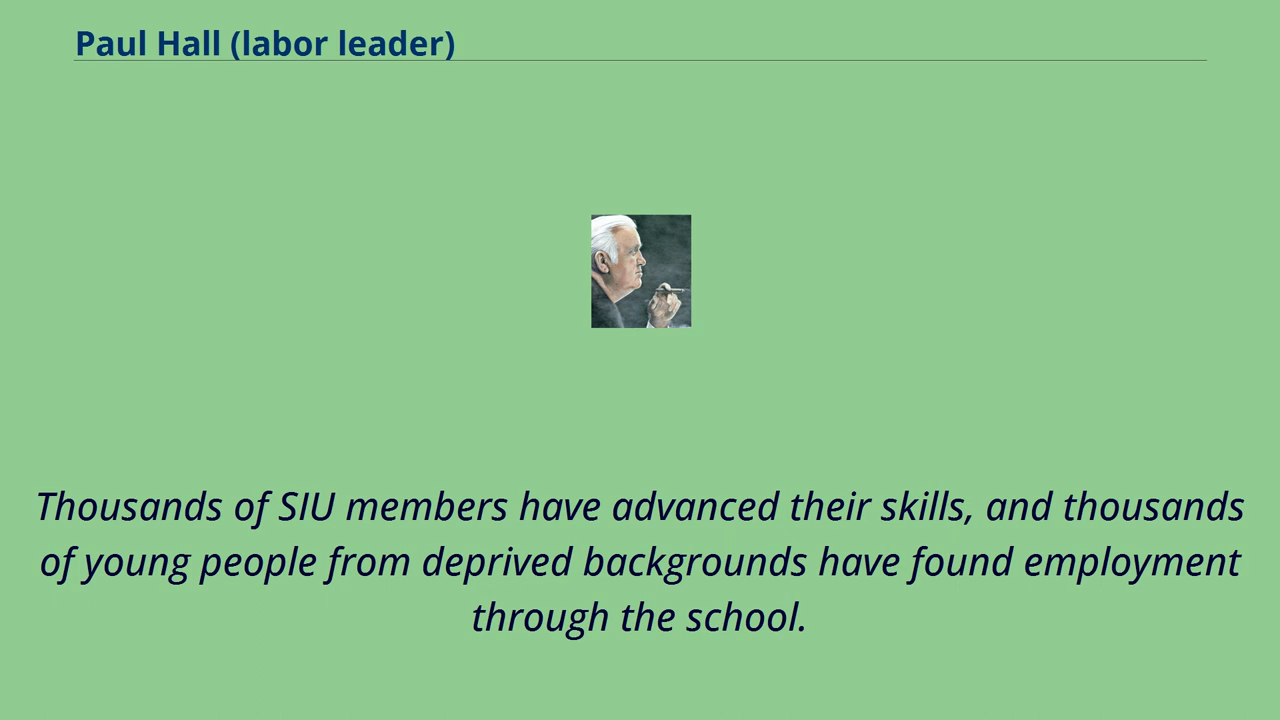 Paul Hall (labor leader)
Thousands of SIU members have advanced their skills, and thousands
of young people from deprived backgrounds have found employment
through the school.